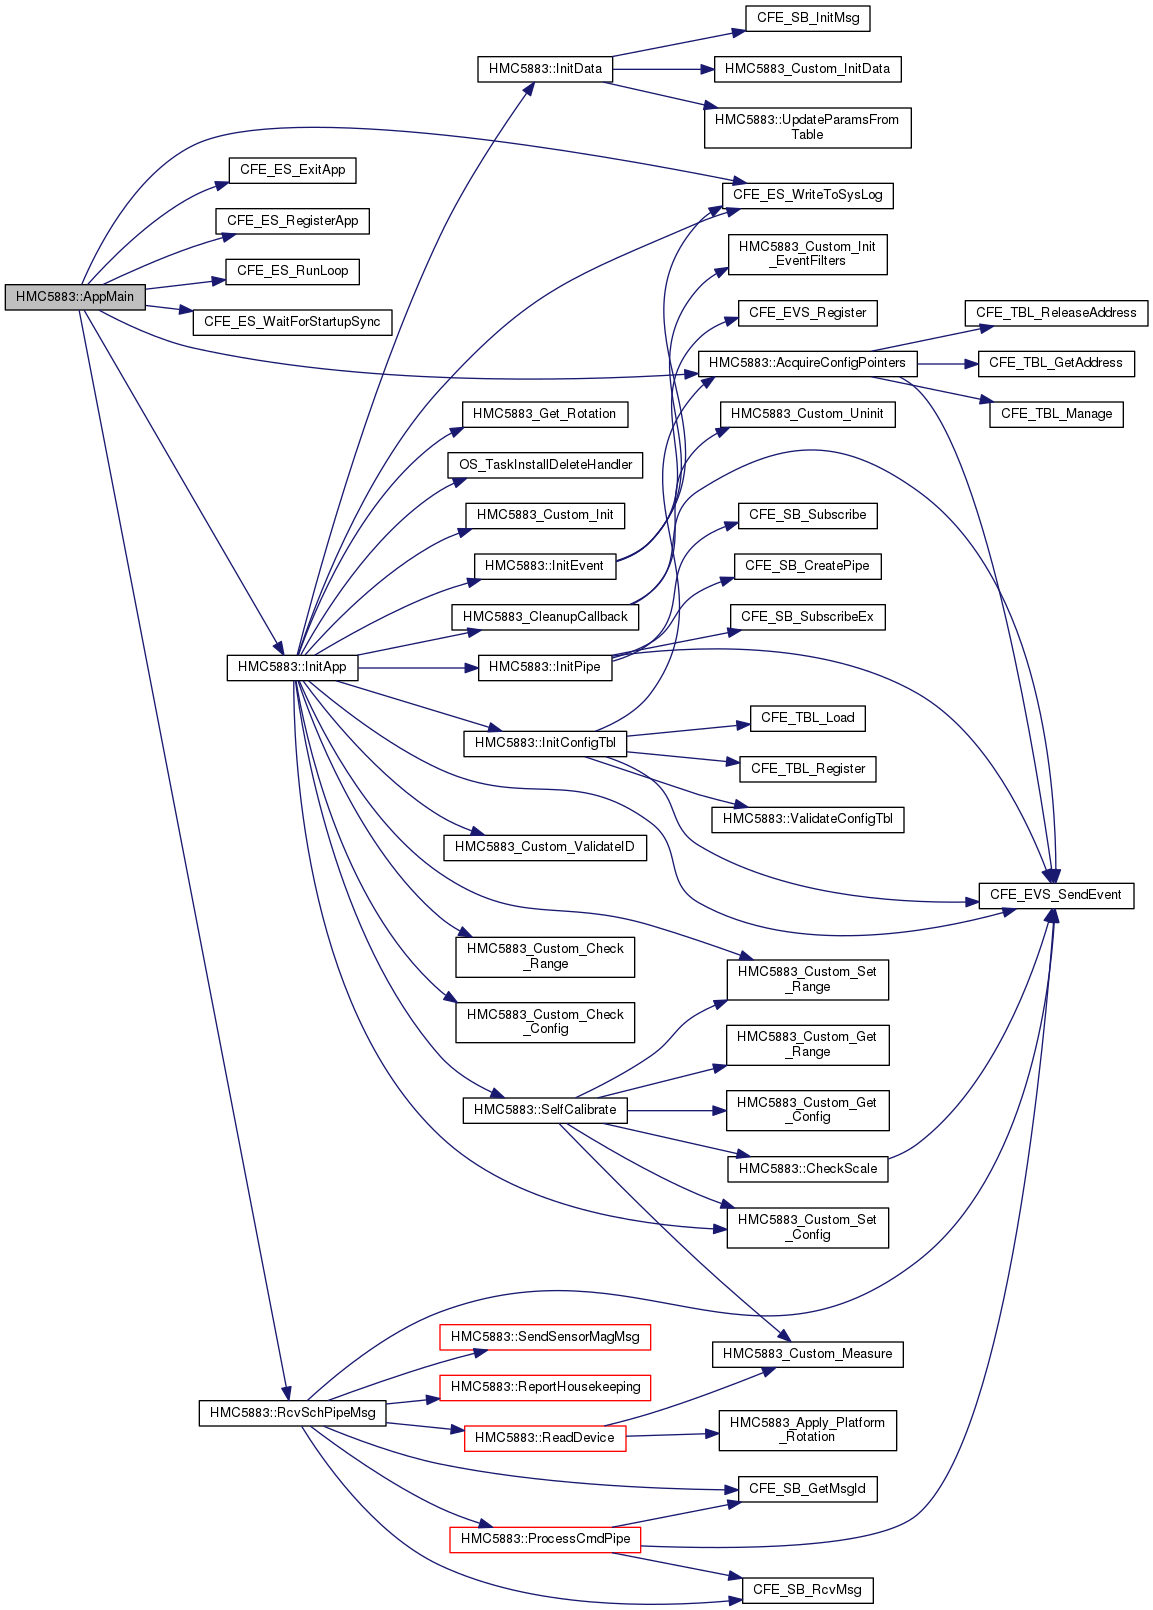 CFE_SB_InitMsg
HMC5883::InitData
HMC5883_Custom_InitData
HMC5883::UpdateParamsFrom
Table
CFE_ES_ExitApp
CFE_ES_WriteToSysLog
CFE_ES_RegisterApp
HMC5883_Custom_Init
_EventFilters
CFE_ES_RunLoop
HMC5883::AppMain
CFE_ES_WaitForStartupSync
CFE_EVS_Register
CFE_TBL_ReleaseAddress
HMC5883::AcquireConfigPointers
CFE_TBL_GetAddress
HMC5883_Get_Rotation
HMC5883_Custom_Uninit
CFE_TBL_Manage
OS_TaskInstallDeleteHandler
HMC5883_Custom_Init
CFE_SB_Subscribe
HMC5883::InitEvent
CFE_SB_CreatePipe
HMC5883_CleanupCallback
CFE_SB_SubscribeEx
HMC5883::InitApp
HMC5883::InitPipe
CFE_TBL_Load
HMC5883::InitConfigTbl
CFE_TBL_Register
HMC5883::ValidateConfigTbl
HMC5883_Custom_ValidateID
CFE_EVS_SendEvent
HMC5883_Custom_Check
_Range
HMC5883_Custom_Set
_Range
HMC5883_Custom_Check
_Config
HMC5883_Custom_Get
_Range
HMC5883::SelfCalibrate
HMC5883_Custom_Get
_Config
HMC5883::CheckScale
HMC5883_Custom_Set
_Config
HMC5883::SendSensorMagMsg
HMC5883_Custom_Measure
HMC5883::ReportHousekeeping
HMC5883::RcvSchPipeMsg
HMC5883::ReadDevice
HMC5883_Apply_Platform
_Rotation
CFE_SB_GetMsgId
HMC5883::ProcessCmdPipe
CFE_SB_RcvMsg